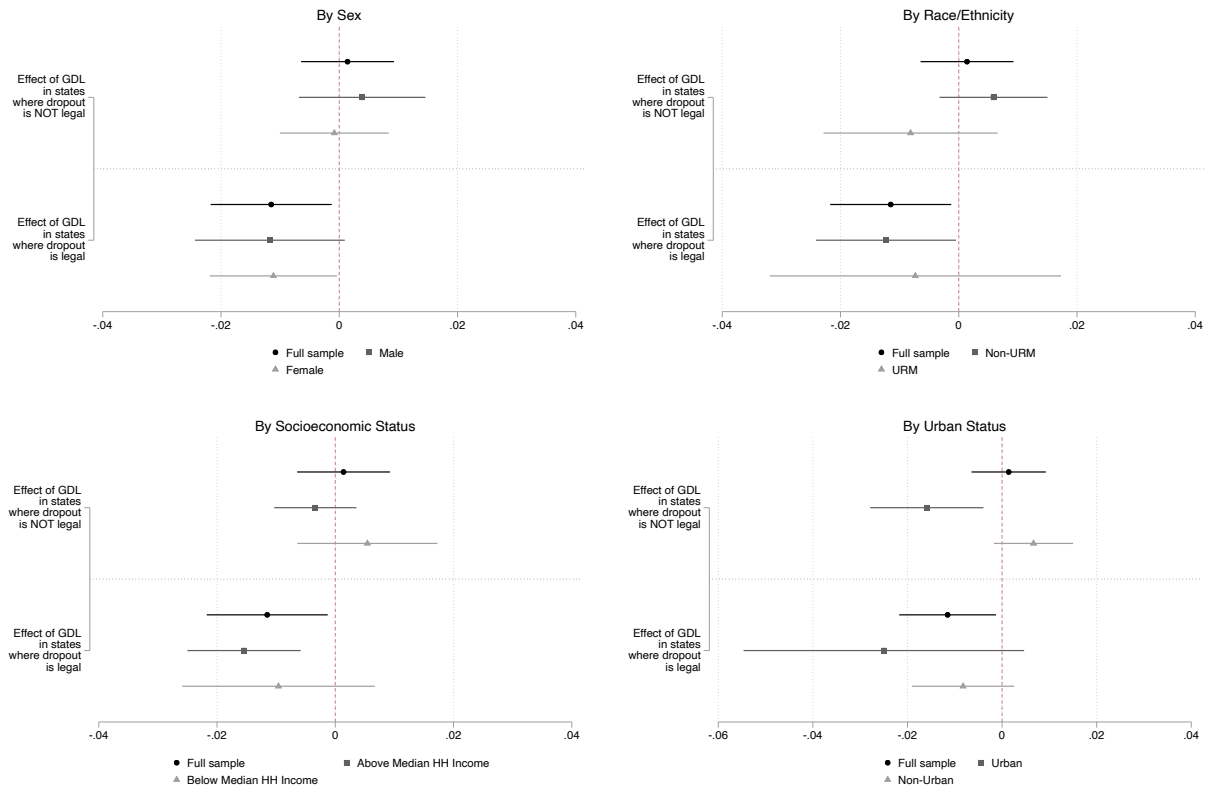 By Sex
Effect of GDL
in states
where dropout
is NOT legal
Effect of GDL
in states
where dropout
is legal
-.04 -.02 0 .02 .04
Full sample Male
Female
By Race/Ethnicity
Effect of GDL
in states
where dropout
is NOT legal
Effect of GDL
in states
where dropout
is legal
-.04 -.02 0 .02 .04
Full sample Non-URM
URM
By Socioeconomic Status
Effect of GDL
in states
where dropout
is NOT legal
Effect of GDL
in states
where dropout
is legal
-.04 -.02 0 .02 .04
Full sample Above Median HH Income
Below Median HH Income
By Urban Status
Effect of GDL
in states
where dropout
is NOT legal
Effect of GDL
in states
where dropout
is legal
-.06 -.04 -.02 0 .02 .04
Full sample Urban
Non-Urban